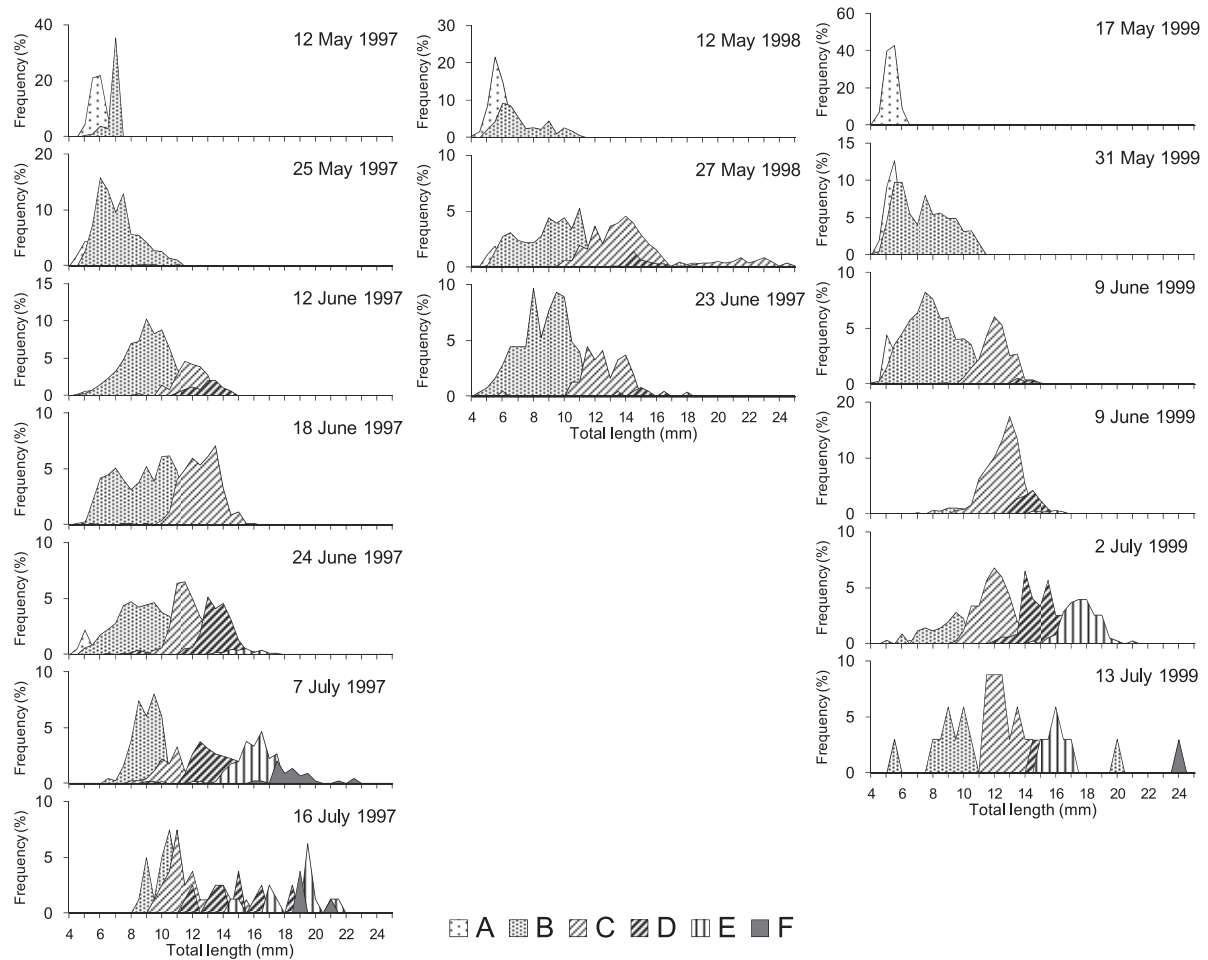 Frequency (%)
40
20
0
12 May 1997
Frequency (%)
20
10
0
25 May 1997
Frequency (%)
15
10
5
0
12 June 1997
Frequency (%)
10
5
0
18 June 1997
Frequency (%)
10
5
0
24 June 1997
Frequency (%)
10
5
0
7 July 1997
Frequency (%)
10
5
0
16 July 1997
4 6 8 10 12 14 16 18 20 22 24
Total length (mm)
Frequency (%)
30
20
10
0
12 May 1998
Frequency (%)
10
5
0
27 May 1998
Frequency (%)
10
5
0
23 June 1997
4 6 8 10 12 14 16 18 20 22 24
Total length (mm)
Frequency (%)
60
40
20
0
17 May 1999
Frequency (%)
15
10
5
0
31 May 1999
Frequency (%)
10
5
0
9 June 1999
Frequency (%)
20
10
0
9 June 1999
Frequency (%)
10
5
0
2 July 1999
Frequency (%)
10
5
0
13 July 1999
4 6 8 10 12 14 16 18 20 22 24
Total length (mm)
A B C D E F